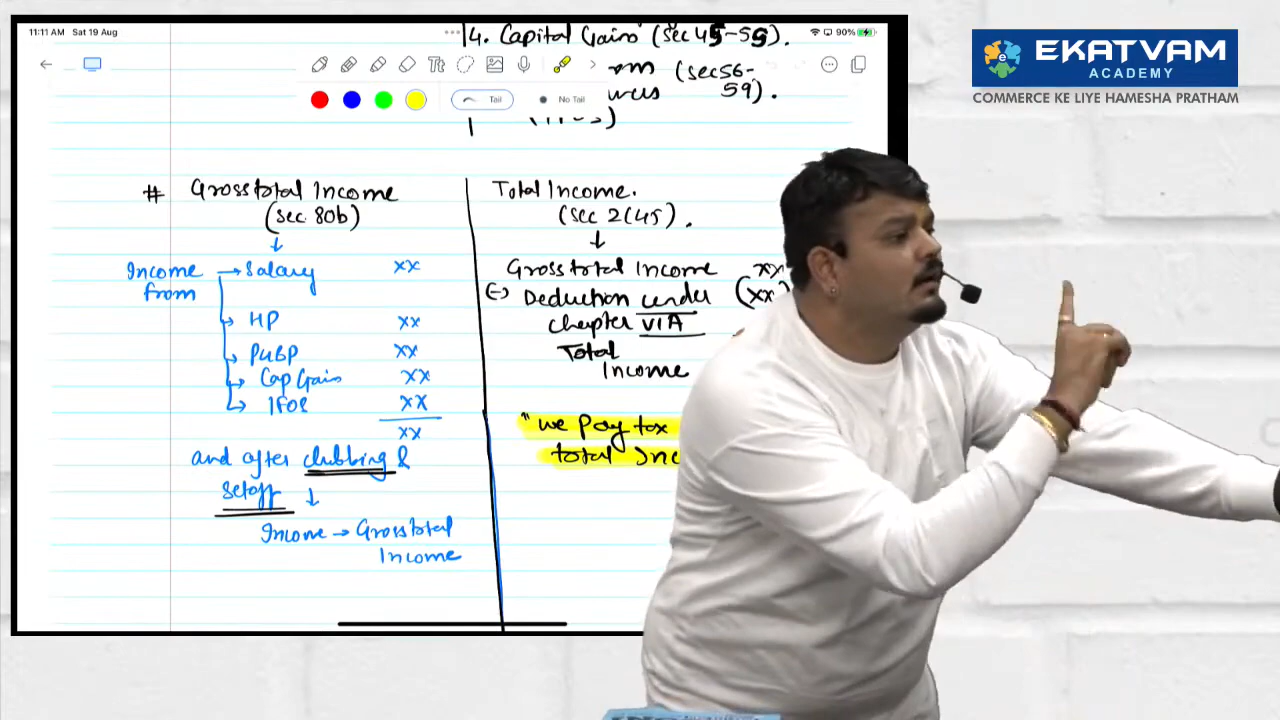 11:11 AM Sat 19 Aug
90%
4. Capital Gains (sec 45-55).
(sec 56-
59).
Tail
No Tail
# Gross total Income
(sec 80b)
Income
from
Salary xx
HP xx
PGBP xx
Cap Gain xx
IFOS xx
xx
and after clubbing &
Setoff
Income → Gross total
Income
Total Income.
(sec 2(45).
Gross total Income xx
(-) Deduction under (xx)
chapter VIA
Total
Income
"we pay tax
total
EKATVAM
ACADEMY
COMMERCE KE LIYE HAMESHA PRATHAM